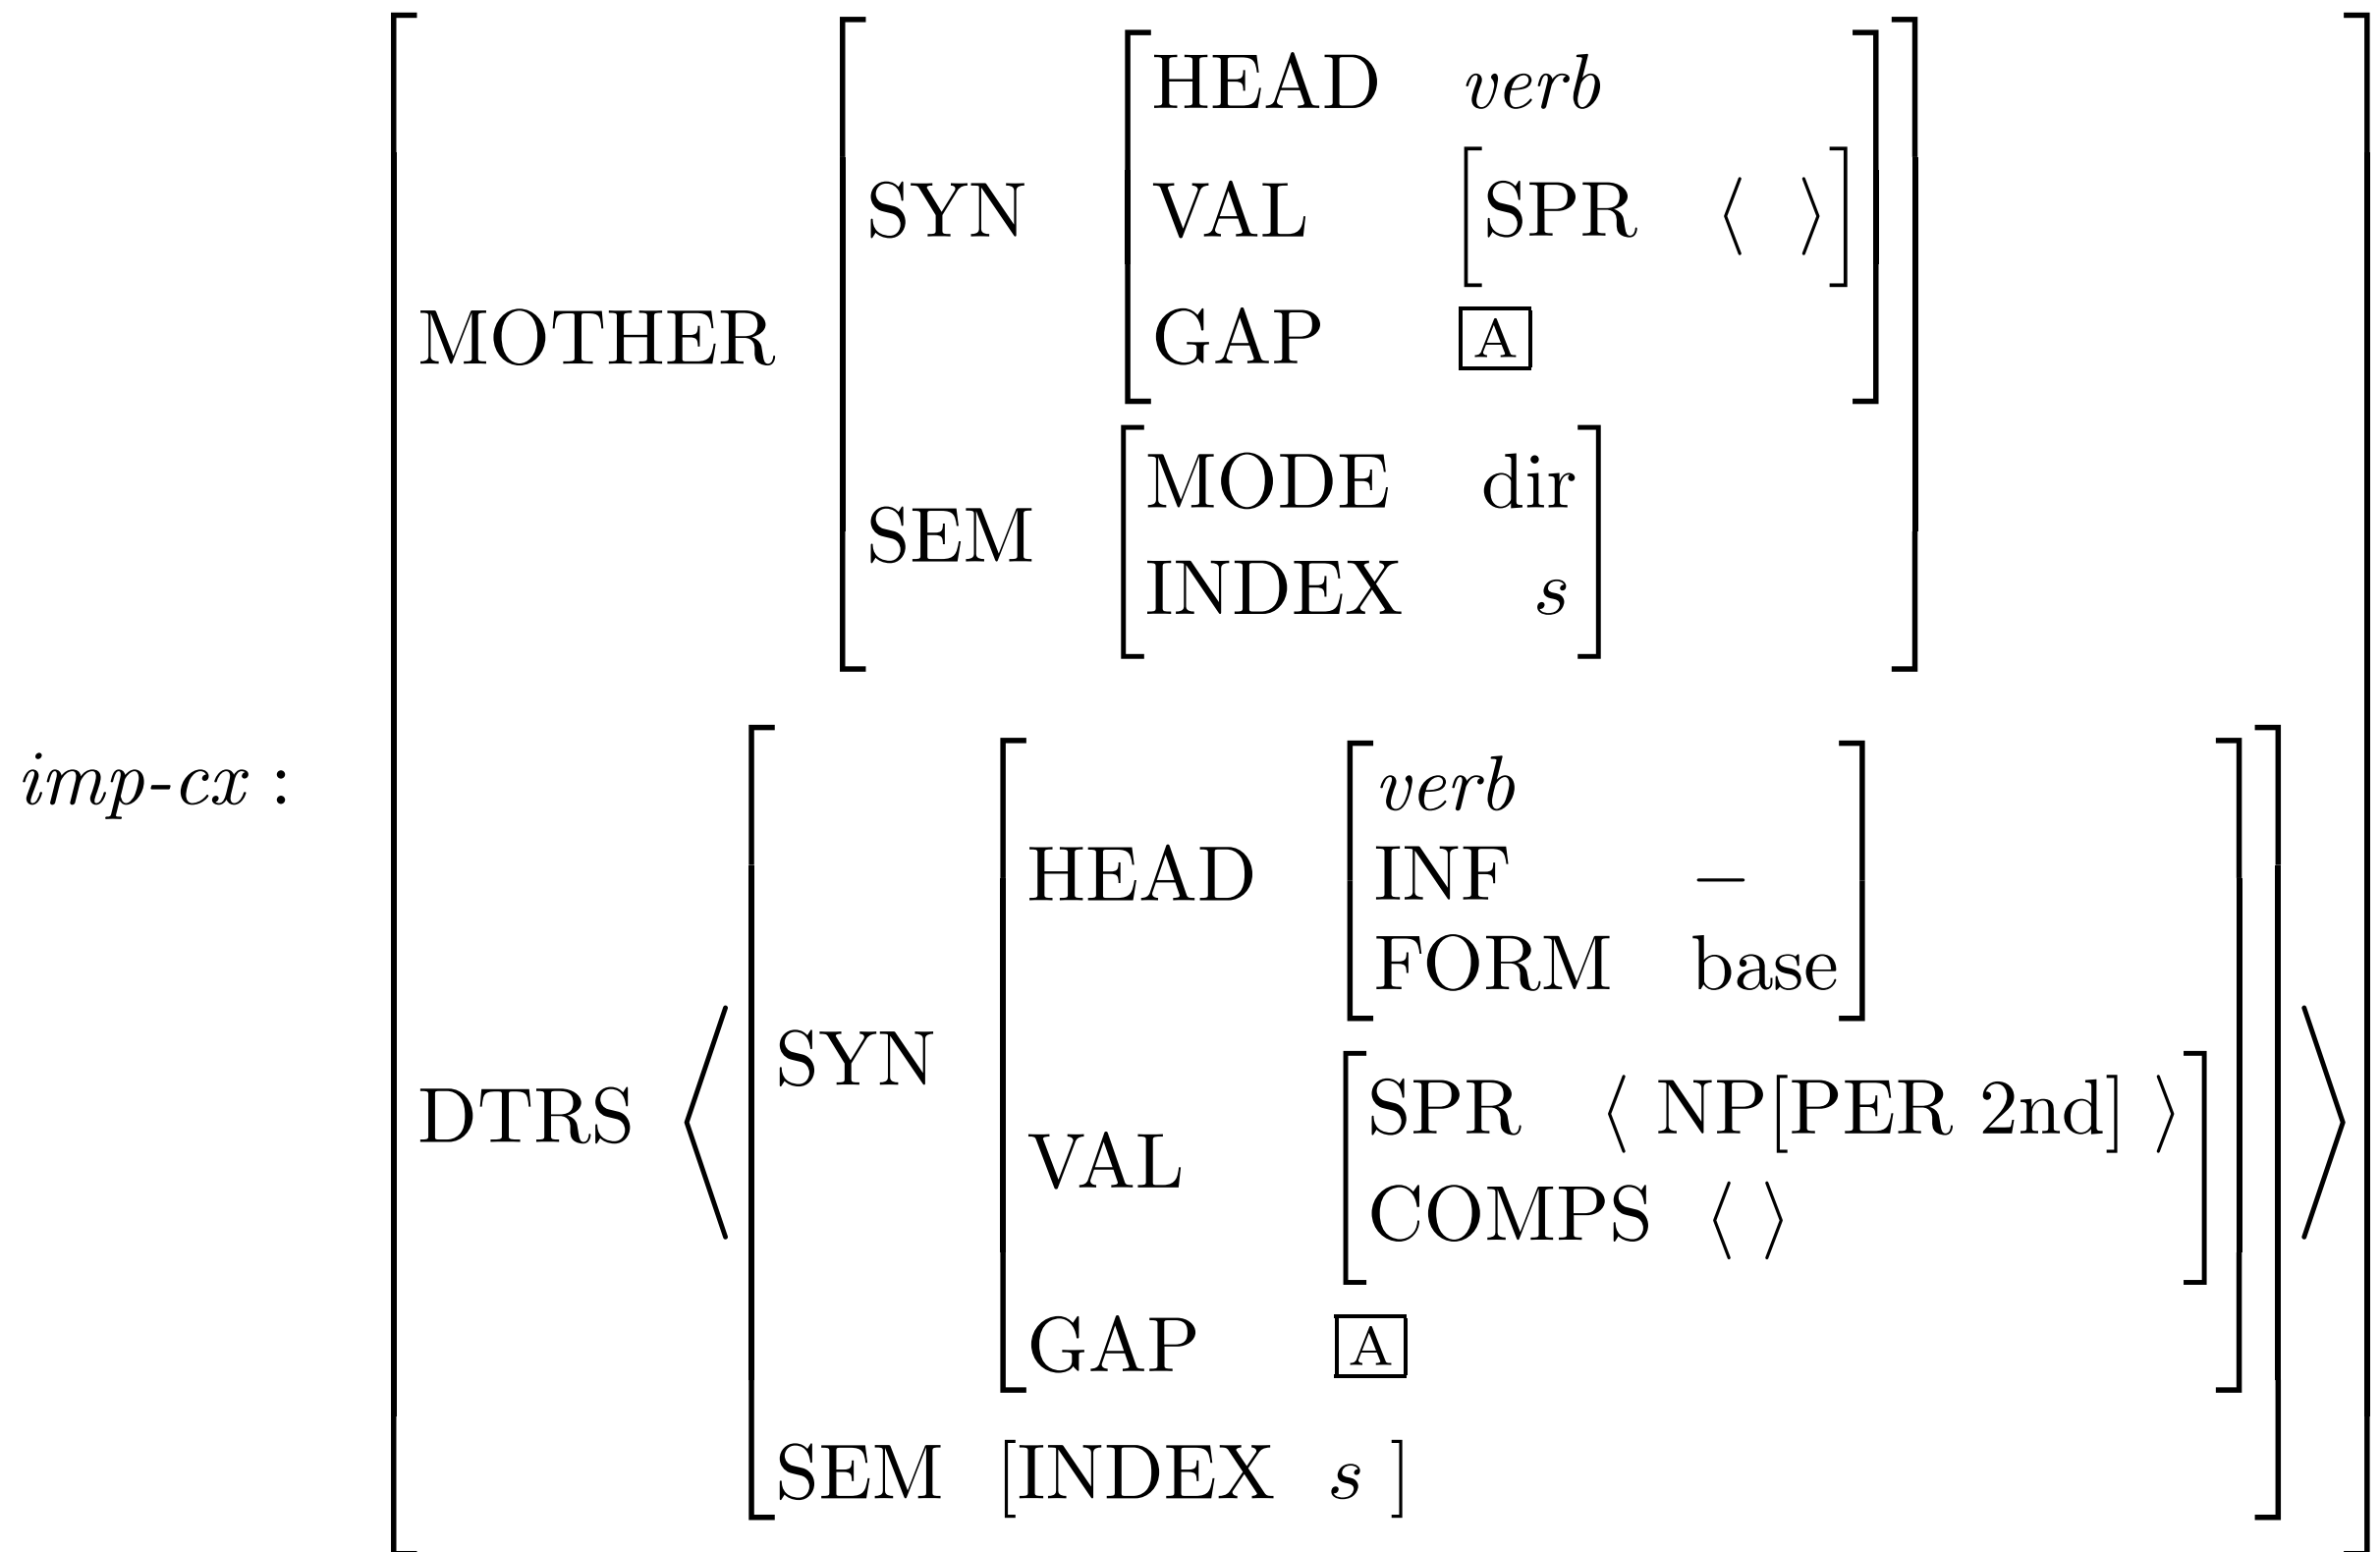 HEAD verb
SYN VAL [SPR ⟨ ⟩]
MOTHER GAP A
MODE dir
SEM
INDEX s
imp-cx :
verb
HEAD INF –
FORM base
SYN
SPR ⟨ NP[PER 2nd] ⟩
DTRS VAL
COMPS ⟨ ⟩
GAP A
SEM [INDEX s ]